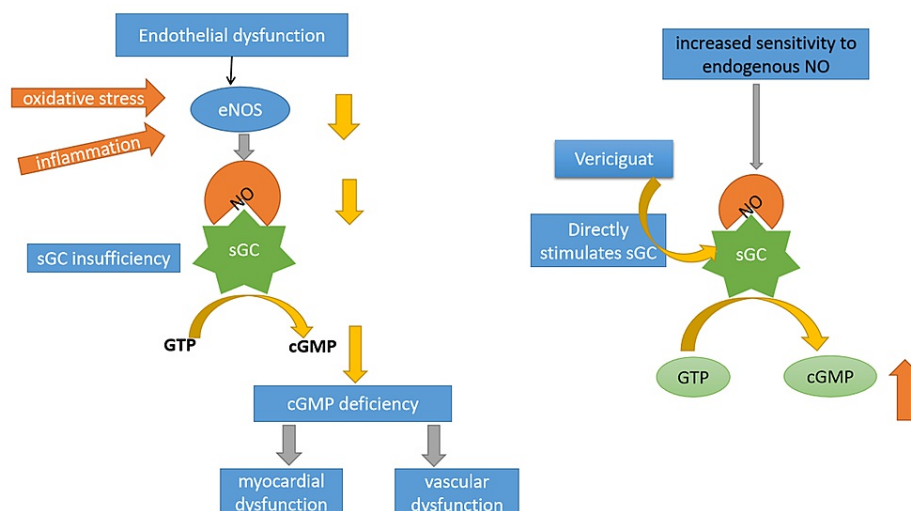 Endothelial dysfunction
oxidative stress
eNOS
inflammation
NO
sGC insufficiency
sGC
GTP
cGMP
cGMP deficiency
myocardial
dysfunction
vascular
dysfunction
increased sensitivity to
endogenous NO
Vericiguat
NO
Directly
stimulates sGC
sGC
GTP
cGMP